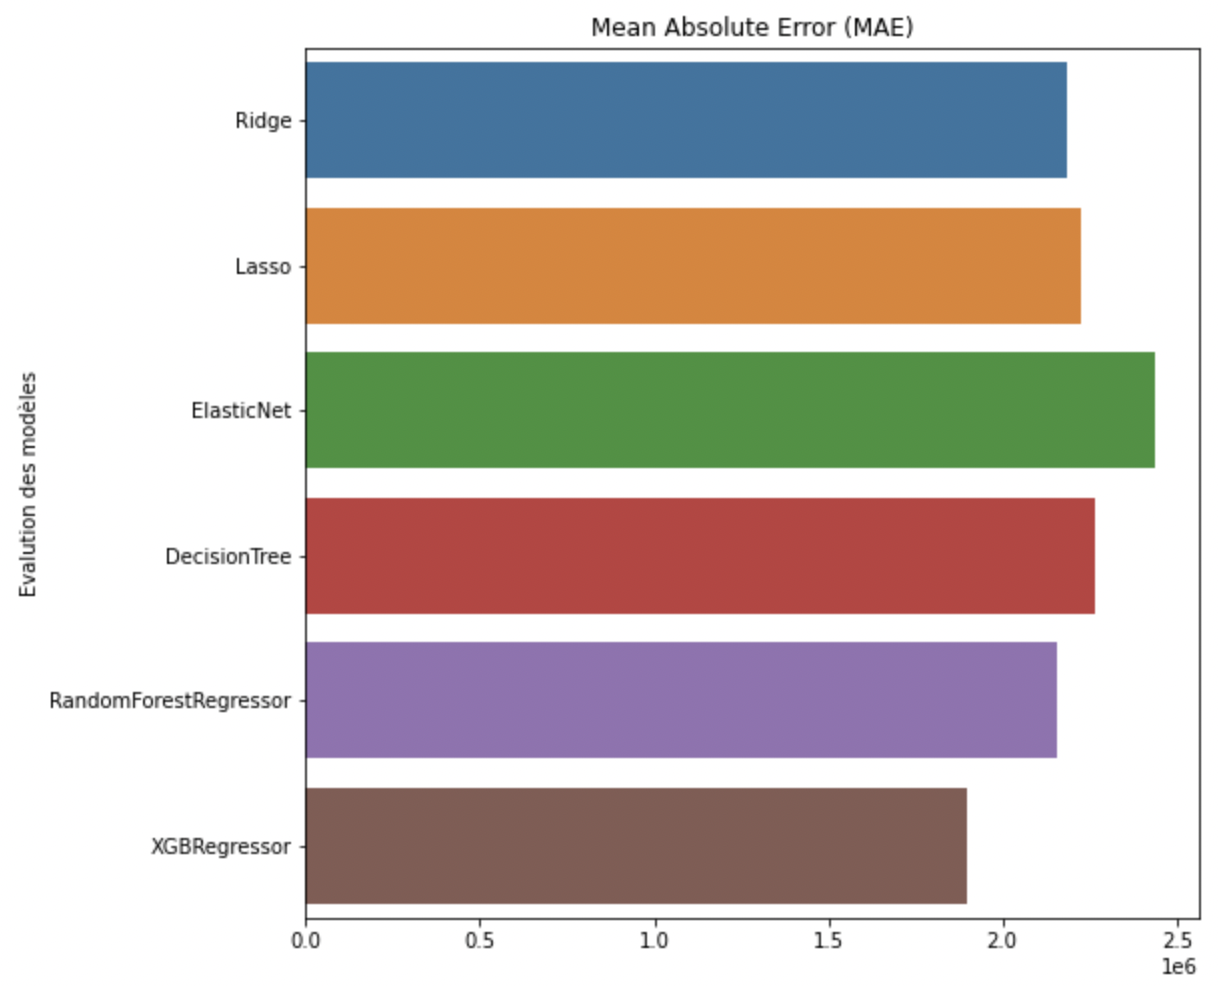 Mean Absolute Error (MAE)
Evalution des modèles
Ridge
Lasso
ElasticNet
DecisionTree
RandomForestRegressor
XGBRegressor
0.0 0.5 1.0 1.5 2.0 2.5
1e6